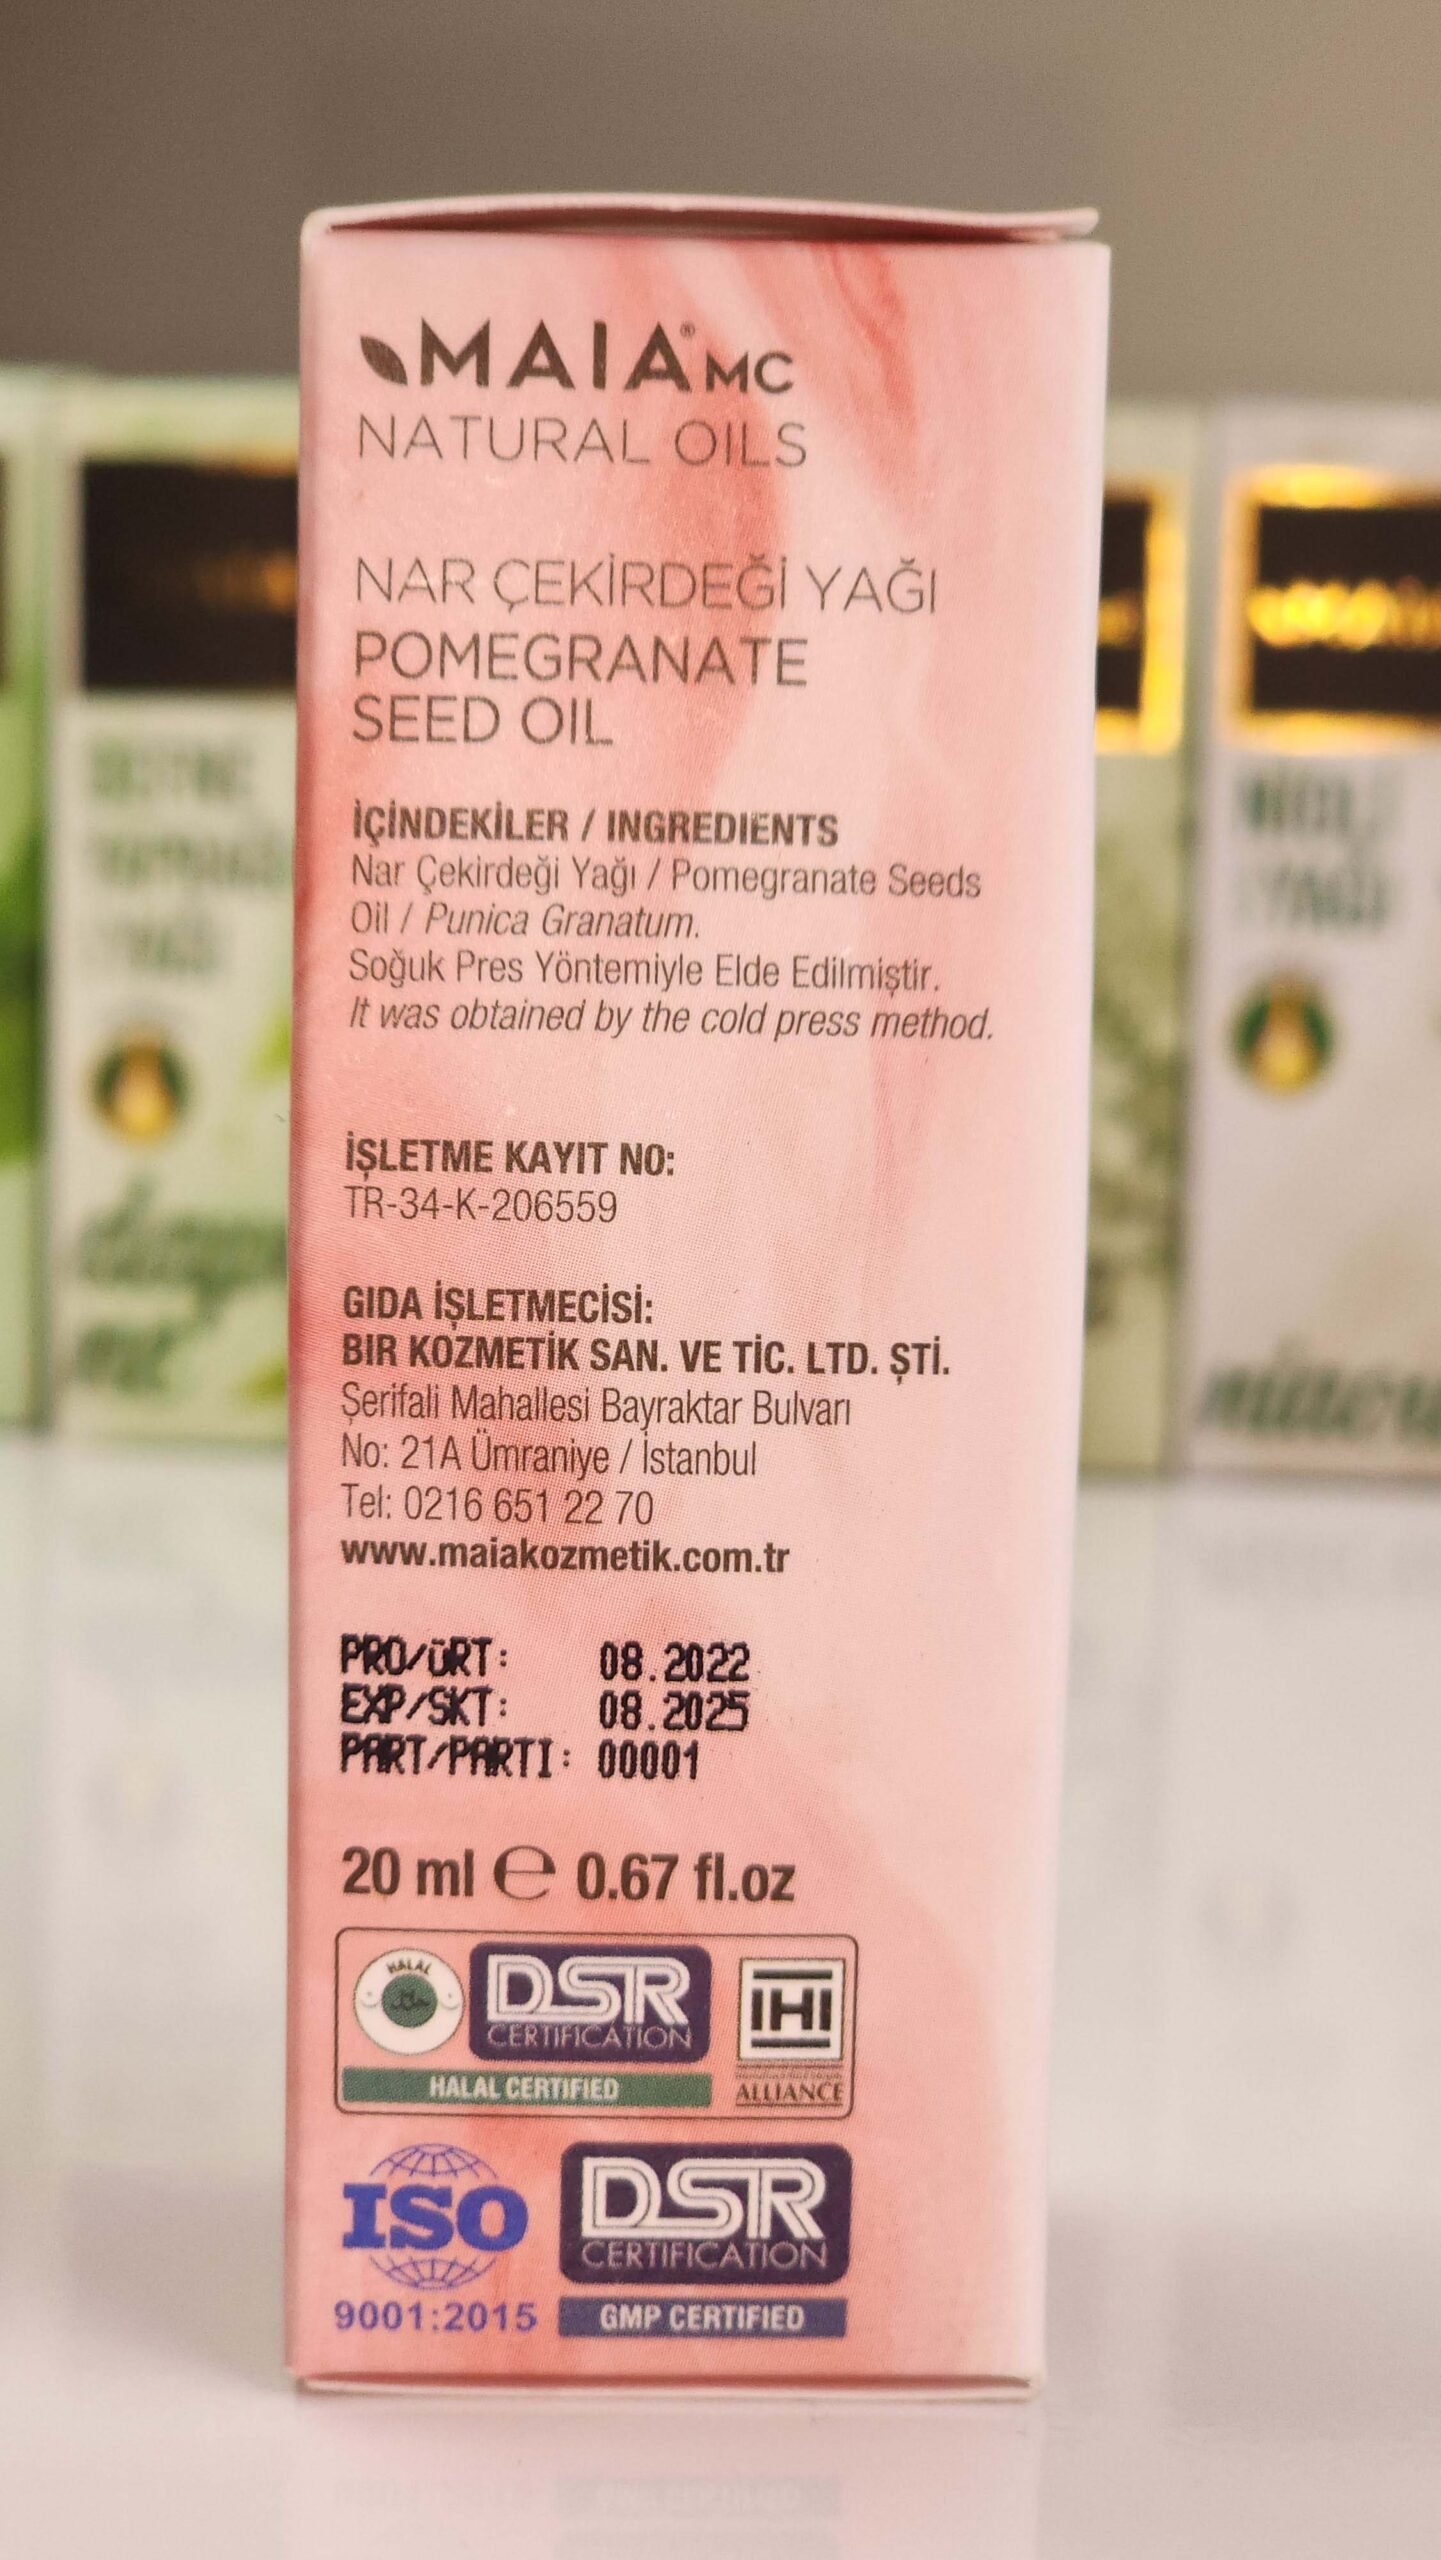 MAIA® MC
NATURAL OILS
NAR ÇEKİRDEĞİ YAĞI
POMEGRANATE
SEED OIL
İÇİNDEKİLER / INGREDIENTS
Nar Çekirdeği Yağı / Pomegranate Seeds
Oil / Punica Granatum.
Soğuk Pres Yöntemiyle Elde Edilmiştir.
It was obtained by the cold press method.
İŞLETME KAYIT NO:
TR-34-K-206559
GIDA İŞLETMECİSİ:
BIR KOZMETİK SAN. VE TİC. LTD. ŞTİ.
Şerifali Mahallesi Bayraktar Bulvarı
No: 21A Ümraniye / İstanbul
Tel: 0216 651 22 70
www.maiakozmetik.com.tr
PRO/ÜRT: 08.2022
EXP/SKT: 08.2025
PART/PARTI: 00001
20 ml ℮ 0.67 fl.oz
HALAL
حلال
DSR
CERTIFICATION
HALAL CERTIFIED
IHI
ALLIANCE
ISO
9001:2015
DSR
CERTIFICATION
GMP CERTIFIED
YAĞI